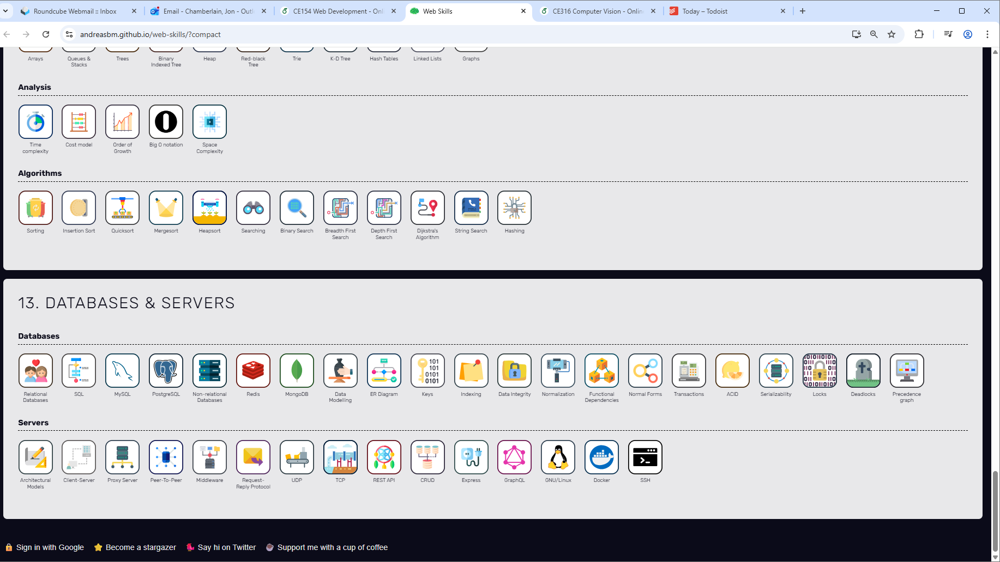 Roundcube Webmail :: Inbox
Email - Chamberlain, Jon - Outl
CE154 Web Development - Onl
Web Skills
CE316 Computer Vision - Onlin
Today – Todoist
andreasbm.github.io/web-skills/?compact
Arrays
Queues &
Stacks
Trees
Binary
Indexed Tree
Heap
Red-black
Tree
Trie
K-D Tree
Hash Tables
Linked Lists
Graphs
Analysis
Time
complexity
Cost model
Order of
Growth
Big O notation
Space
Complexity
Algorithms
Sorting
Insertion Sort
Quicksort
Mergesort
Heapsort
Searching
Binary Search
Breadth First
Search
Depth First
Search
Dijkstra's
Algorithm
String Search
Hashing
13. DATABASES & SERVERS
Databases
101
101
0101
0101
Relational
Databases
SQL
MySQL
PostgreSQL
Non-relational
Databases
Redis
MongoDB
Data
Modelling
ER Diagram
Keys
Indexing
Data Integrity
Normalization
Functional
Dependencies
Normal Forms
Transactions
ACID
Serializability
Locks
Deadlocks
Precedence
graph
Servers
Architectural
Models
Client-Server
Proxy Server
Peer-To-Peer
Middleware
Request-
Reply Protocol
UDP
TCP
REST API
CRUD
Express
GraphQL
GNU/Linux
Docker
SSH
Sign in with Google
Become a stargazer
Say hi on Twitter
Support me with a cup of coffee